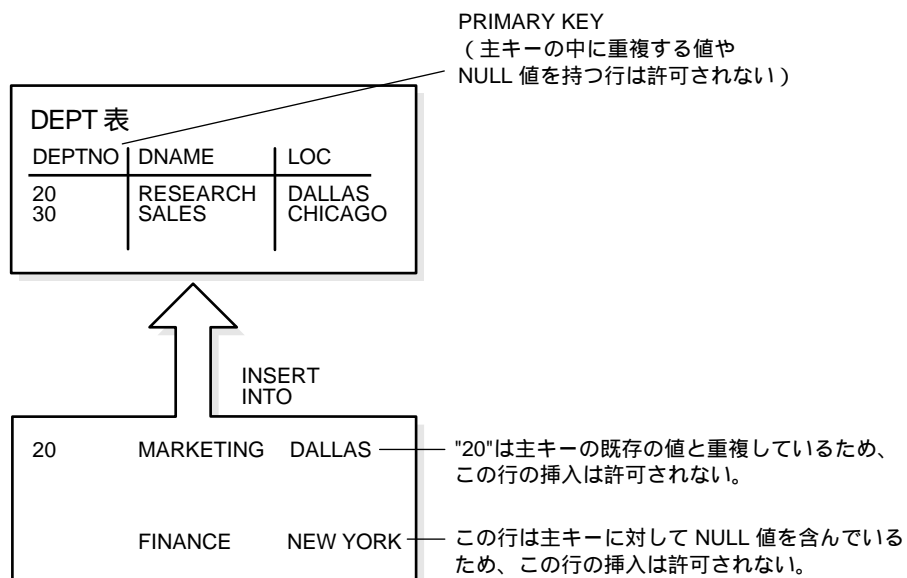 PRIMARY KEY
（主キーの中に重複する値や
NULL 値を持つ行は許可されない）
DEPT 表
DEPTNO DNAME LOC
20 RESEARCH DALLAS
30 SALES CHICAGO
INSERT
INTO
20 MARKETING DALLAS
"20"は主キーの既存の値と重複しているため、
この行の挿入は許可されない。
FINANCE NEW YORK
この行は主キーに対して NULL 値を含んでいる
ため、この行の挿入は許可されない。